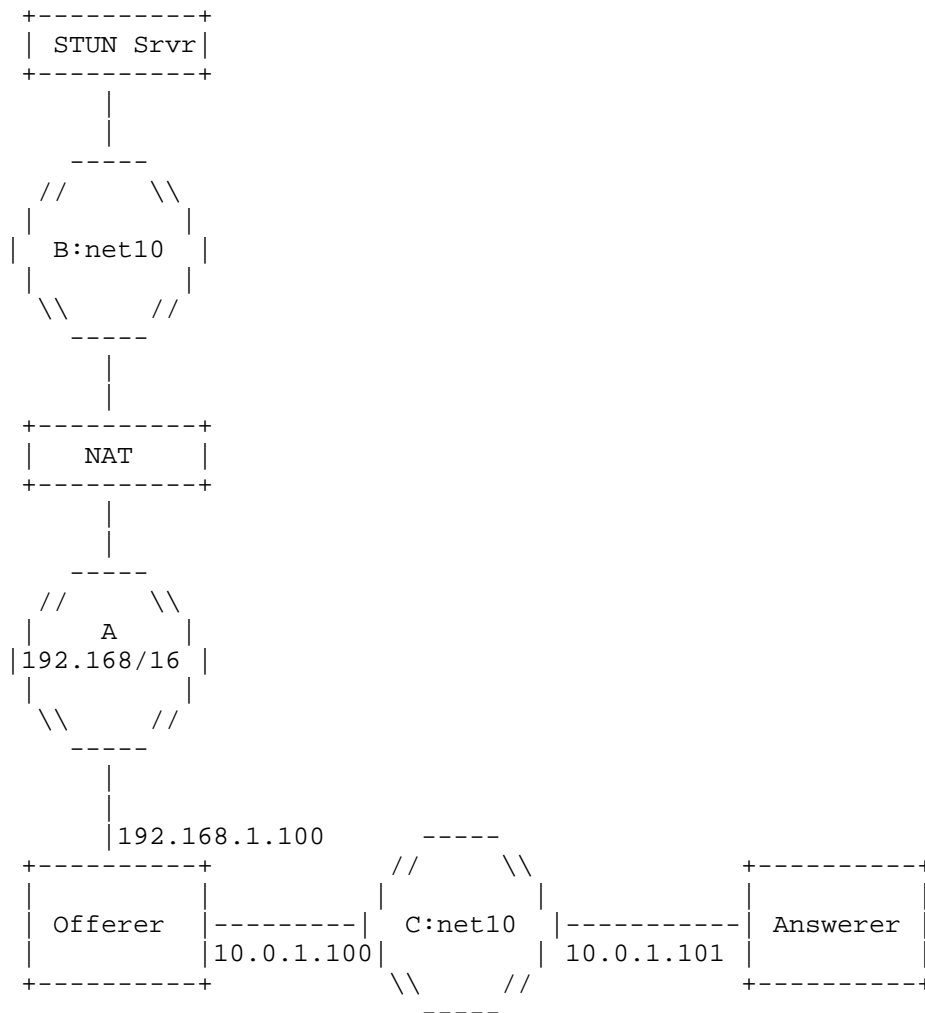 STUN Srvr
B:net10
NAT
A
192.168/16
192.168.1.100
Offerer
C:net10
Answerer
10.0.1.100
10.0.1.101